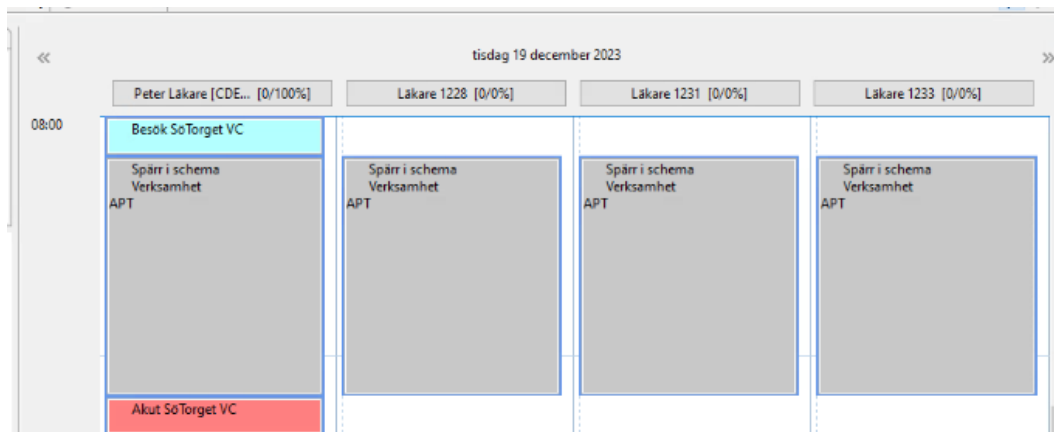 tisdag 19 december 2023
Peter Läkare [CDE... [0/100%]
Läkare 1228 [0/0%]
Läkare 1231 [0/0%]
Läkare 1233 [0/0%]
08:00
Besök SöTorget VC
Spärr i schema
Verksamhet
APT
Spärr i schema
Verksamhet
APT
Spärr i schema
Verksamhet
APT
Spärr i schema
Verksamhet
APT
Akut SöTorget VC